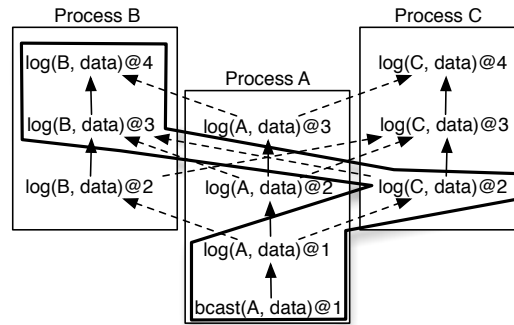 Process B
log(B, data)@4
log(B, data)@3
log(B, data)@2
Process A
log(A, data)@3
log(A, data)@2
log(A, data)@1
bcast(A, data)@1
Process C
log(C, data)@4
log(C, data)@3
log(C, data)@2